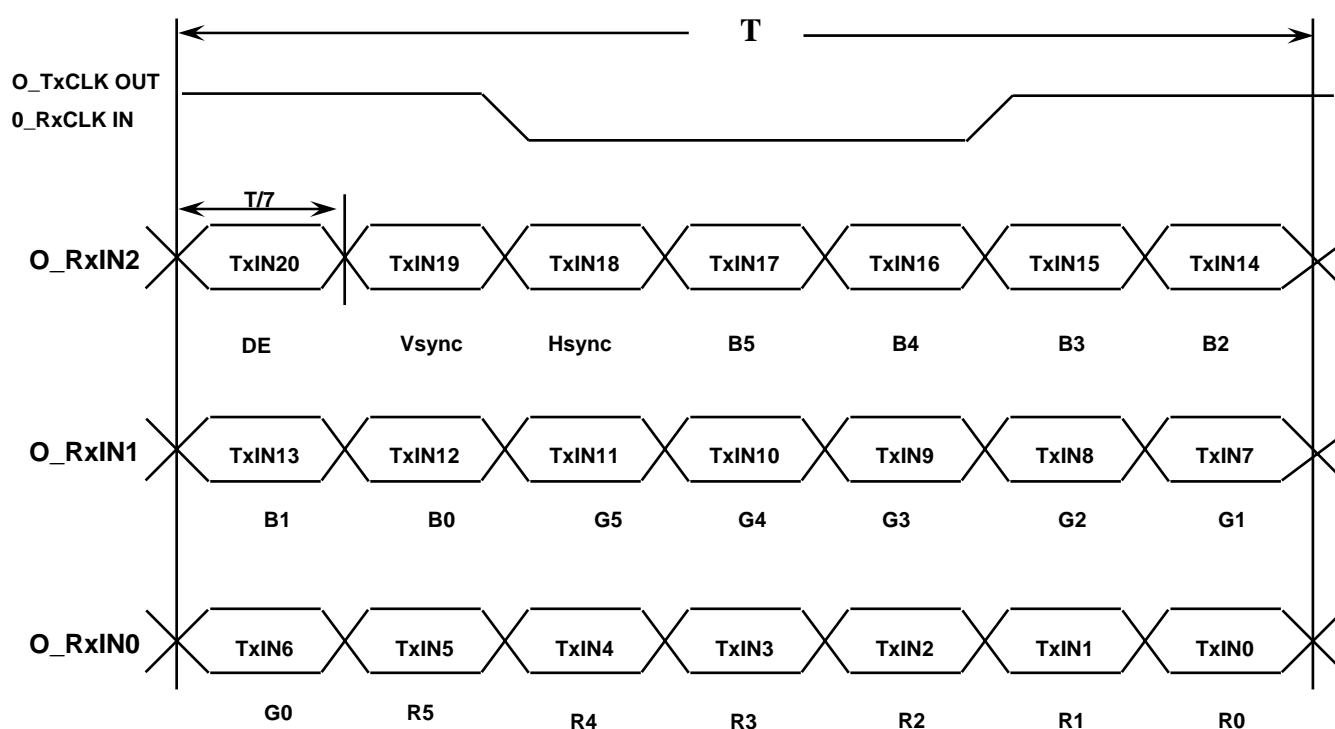 T
O_TxCLK OUT
0_RxCLK IN
T/7
O_RxIN2 TxIN20 TxIN19 TxIN18 TxIN17 TxIN16 TxIN15 TxIN14
DE Vsync Hsync B5 B4 B3 B2
O_RxIN1 TxIN13 TxIN12 TxIN11 TxIN10 TxIN9 TxIN8 TxIN7
B1 B0 G5 G4 G3 G2 G1
O_RxIN0 TxIN6 TxIN5 TxIN4 TxIN3 TxIN2 TxIN1 TxIN0
G0 R5 R4 R3 R2 R1 R0